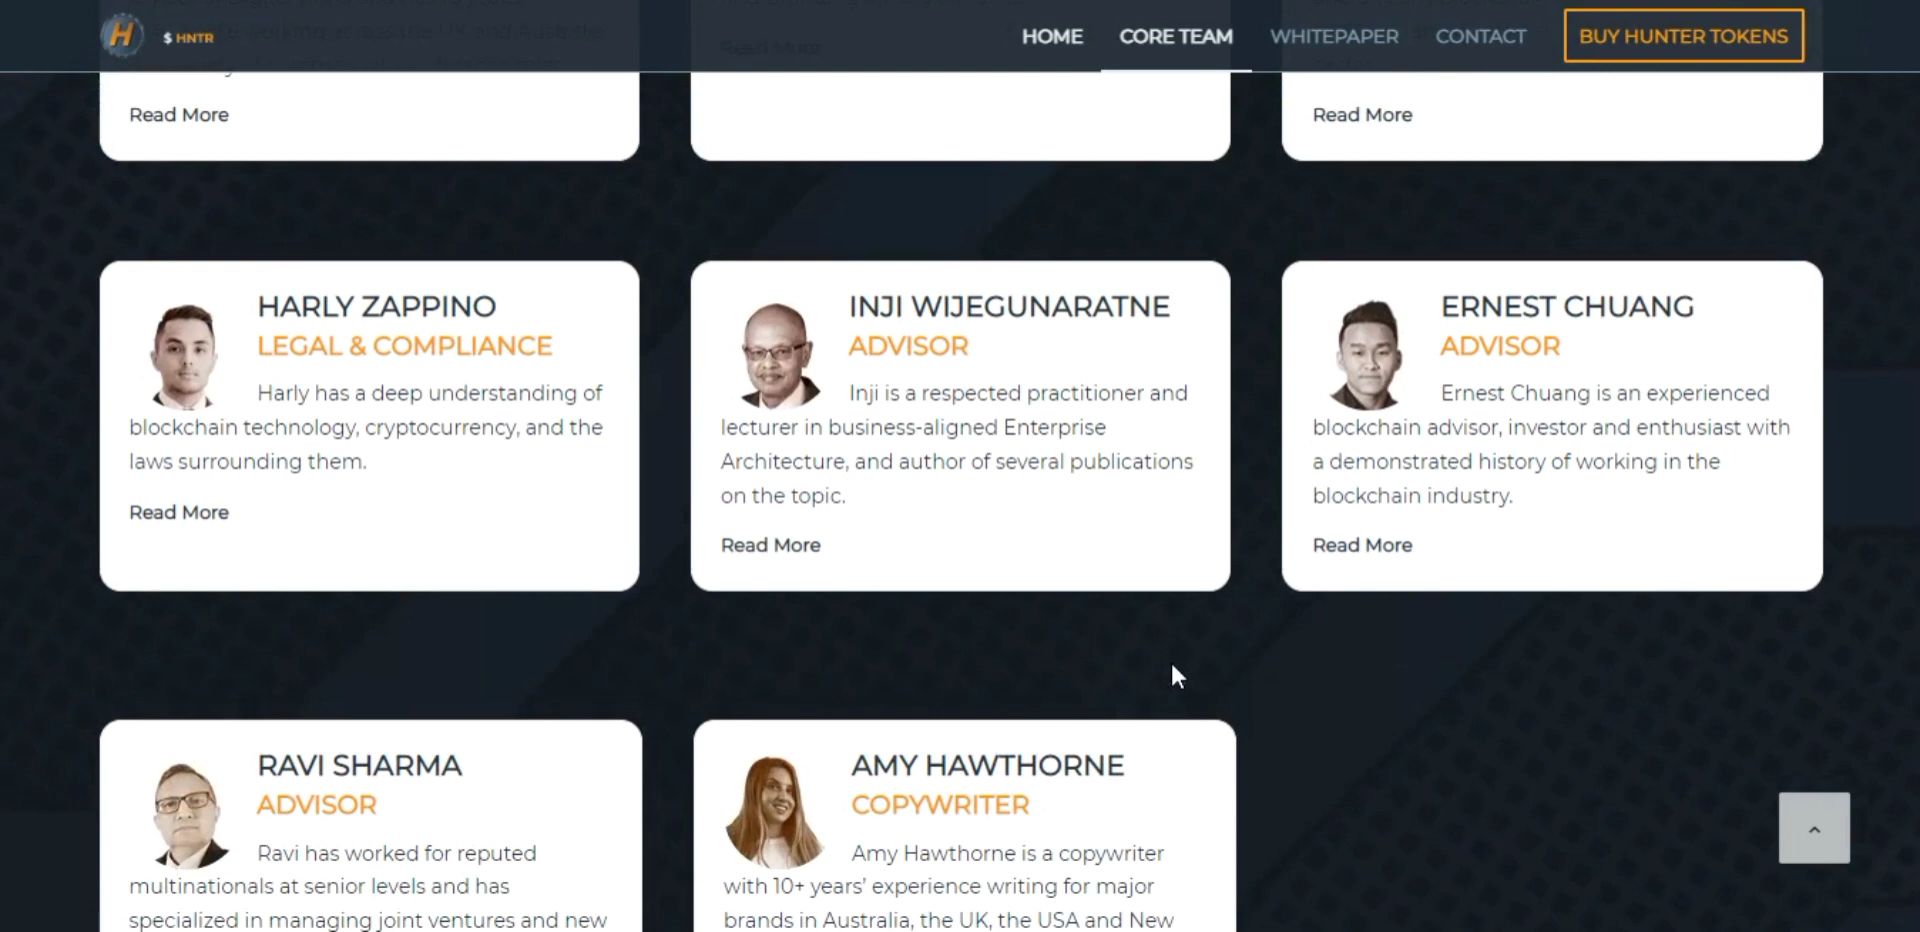 H
$ HNTR
HOME
CORE TEAM
WHITEPAPER
CONTACT
BUY HUNTER TOKENS
Read More
Read More
Read More
HARLY ZAPPINO
LEGAL & COMPLIANCE
Harly has a deep understanding of
blockchain technology, cryptocurrency, and the
laws surrounding them.
Read More
INJI WIJEGUNARATNE
ADVISOR
Inji is a respected practitioner and
lecturer in business-aligned Enterprise
Architecture, and author of several publications
on the topic.
Read More
ERNEST CHUANG
ADVISOR
Ernest Chuang is an experienced
blockchain advisor, investor and enthusiast with
a demonstrated history of working in the
blockchain industry.
Read More
RAVI SHARMA
ADVISOR
Ravi has worked for reputed
multinationals at senior levels and has
specialized in managing joint ventures and new
AMY HAWTHORNE
COPYWRITER
Amy Hawthorne is a copywriter
with 10+ years’ experience writing for major
brands in Australia, the UK, the USA and New